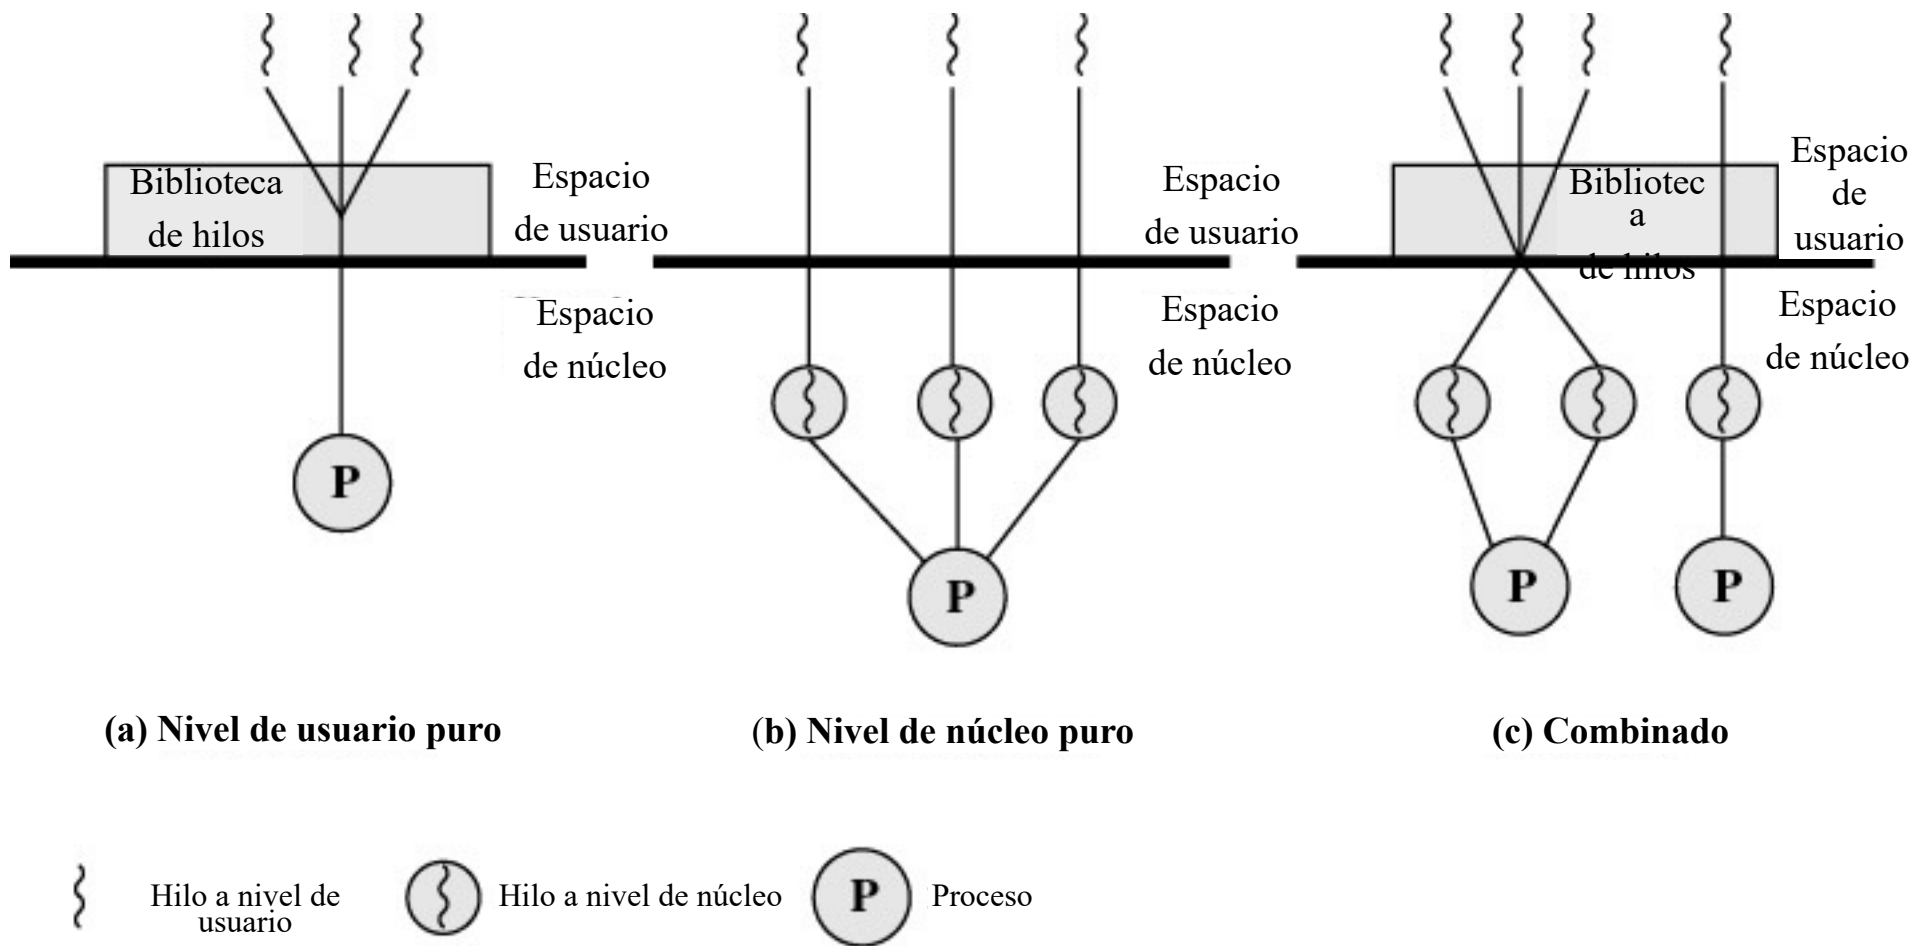 Biblioteca
de hilos
Espacio
de usuario
Espacio
de núcleo
P
(a) Nivel de usuario puro
Espacio
de usuario
Espacio
de núcleo
P
(b) Nivel de núcleo puro
Bibliotec
a
de hilos
Espacio
de
usuario
Espacio
de núcleo
P
P
(c) Combinado
Hilo a nivel de
usuario
Hilo a nivel de núcleo
P
Proceso